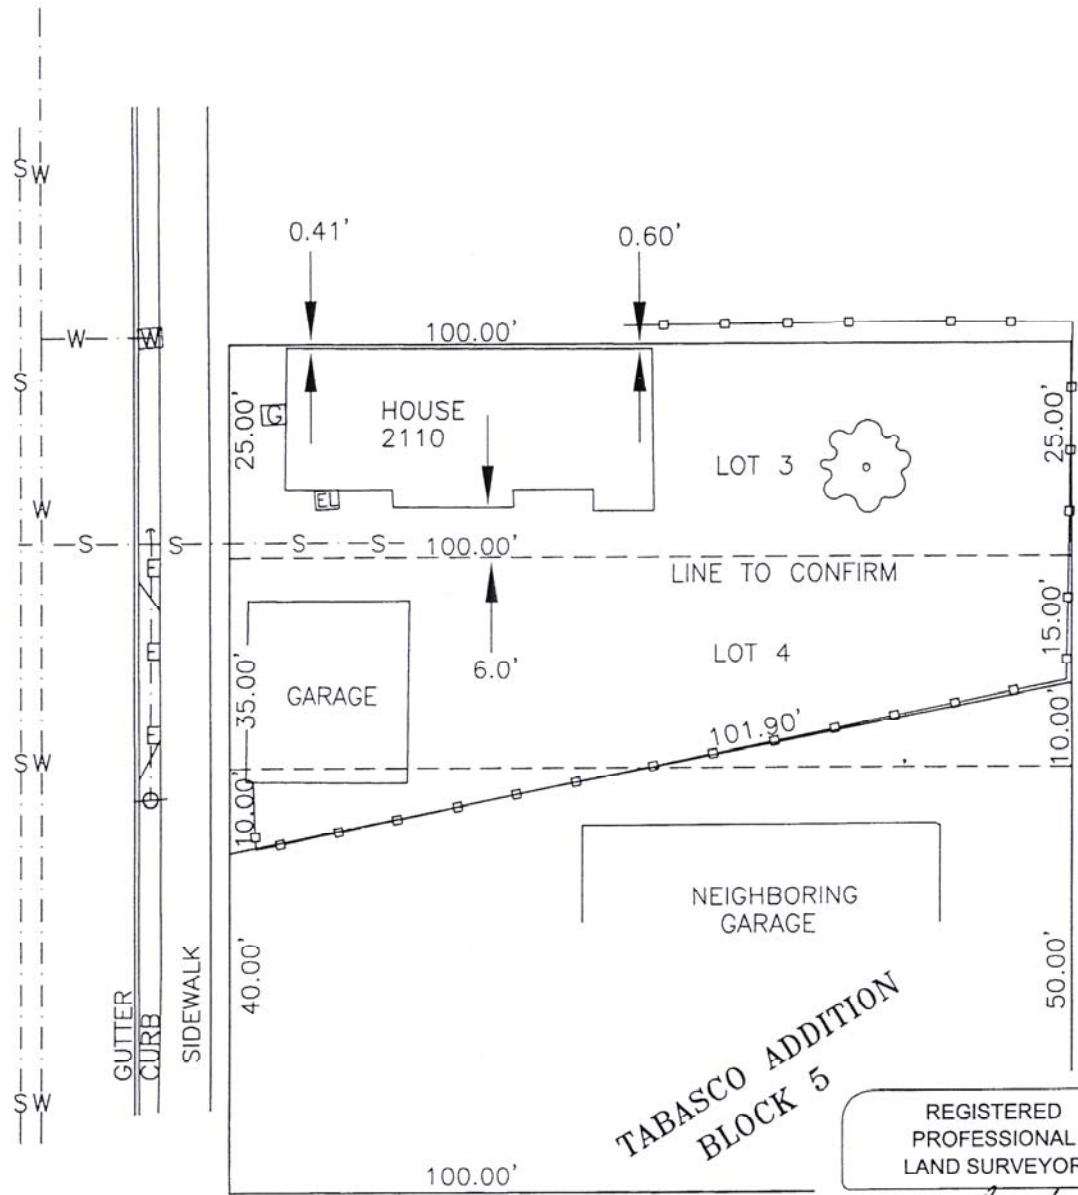 S
W
0.41'
0.60'
W
W
100.00'
S
25.00'
G
HOUSE
2110
LOT 3
25.00'
EL
W
S
S
S
S
100.00'
E
LINE TO CONFIRM
15.00'
E
LOT 4
6.0'
35.00'
GARAGE
E
101.90'
10.00'
S
W
10.00'
NEIGHBORING
GARAGE
40.00'
50.00'
SIDEWALK
GUTTER
CURB
TABASCO ADDITION
BLOCK 5
S
W
REGISTERED
PROFESSIONAL
LAND SURVEYOR
100.00'